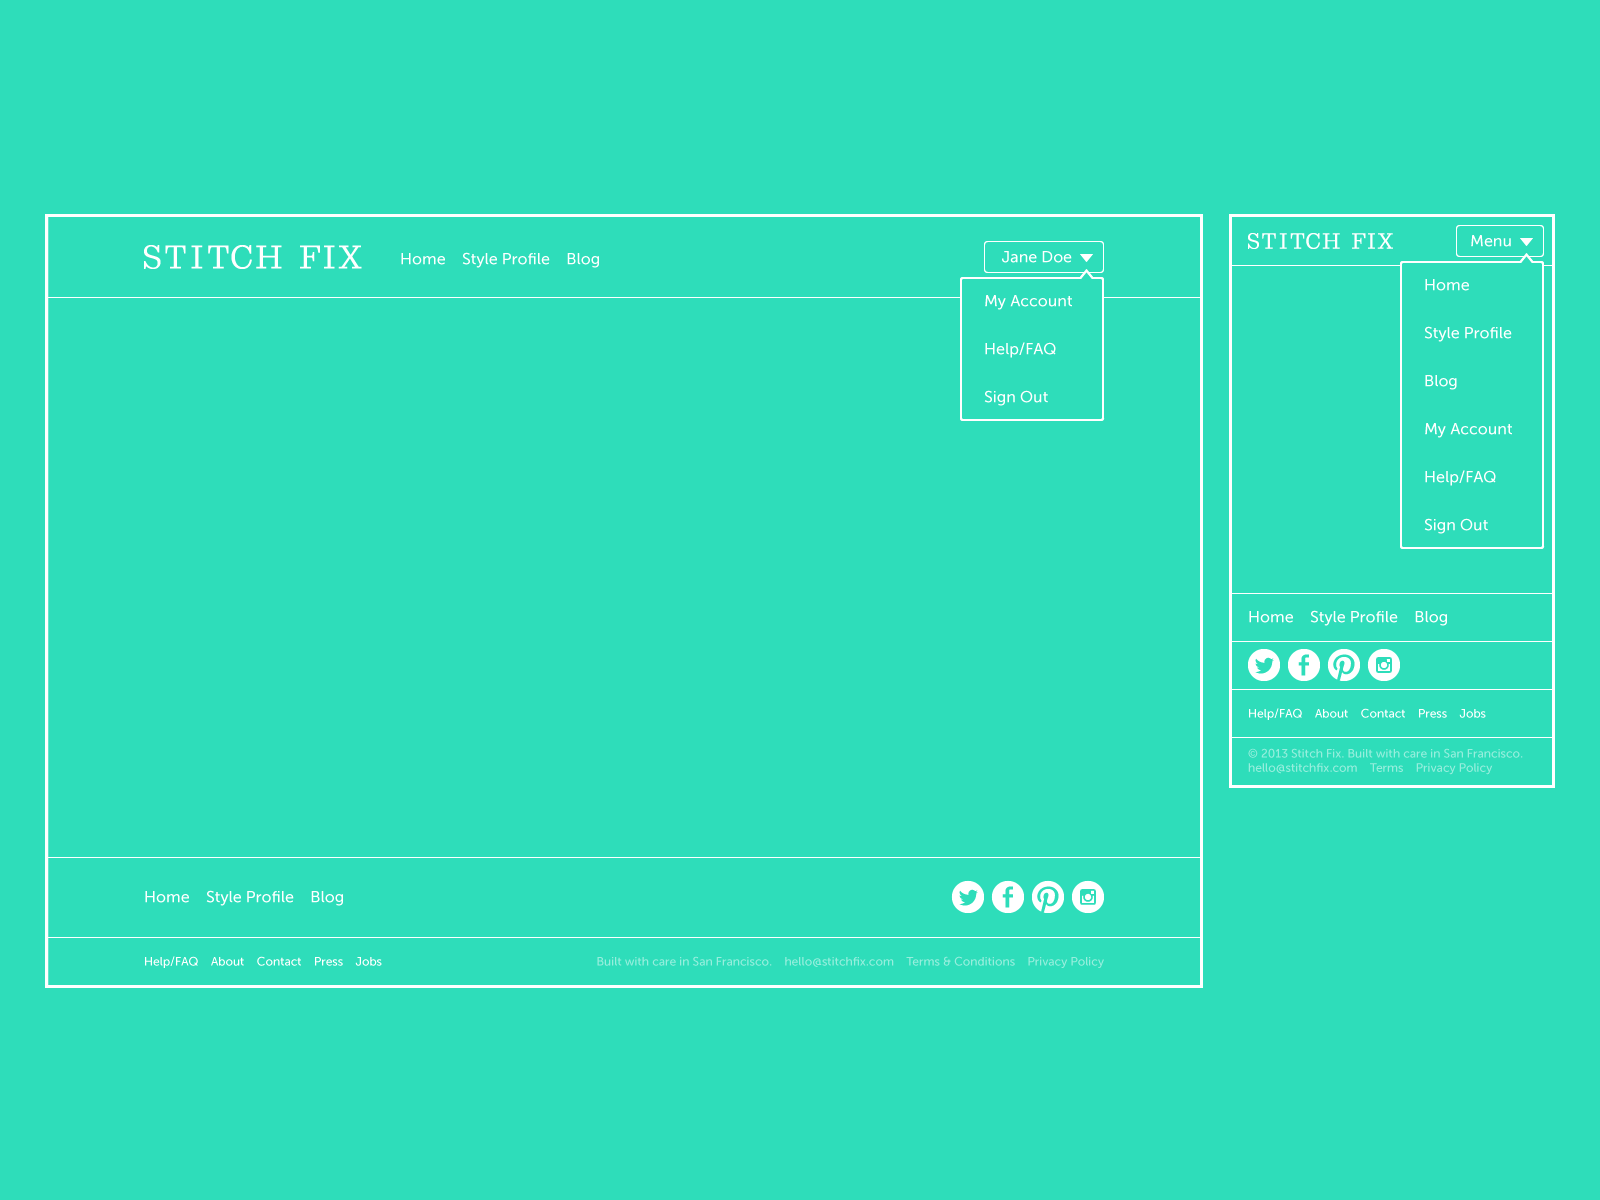 STITCH FIX Home Style Profile Blog Jane Doe
My Account
Help/FAQ
Sign Out
Home Style Profile Blog
Help/FAQ About Contact Press Jobs Built with care in San Francisco. hello@stitchfix.com Terms & Conditions Privacy Policy
STITCH FIX Menu
Home
Style Profile
Blog
My Account
Help/FAQ
Sign Out
Home Style Profile Blog
Help/FAQ About Contact Press Jobs
© 2013 Stitch Fix. Built with care in San Francisco.
hello@stitchfix.com Terms Privacy Policy